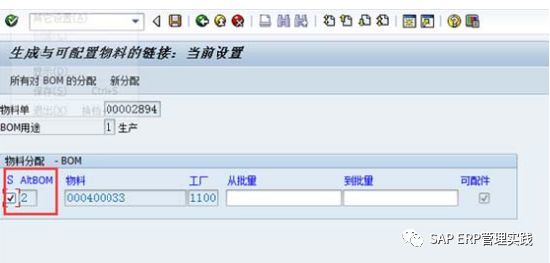 其它设置(A)
生成与可配置物料的链接：当前设置
显示(D)
所有对 BOM 的分配 新分配
保存(S) Ctrl+S
物料单 退出(X) 00002894
BOM用途 1 生产
物料分配 - BOM
S AltBOM 物料 工厂 从批量 到批量 可配件
2 000400033 1100
SAP ERP管理实践